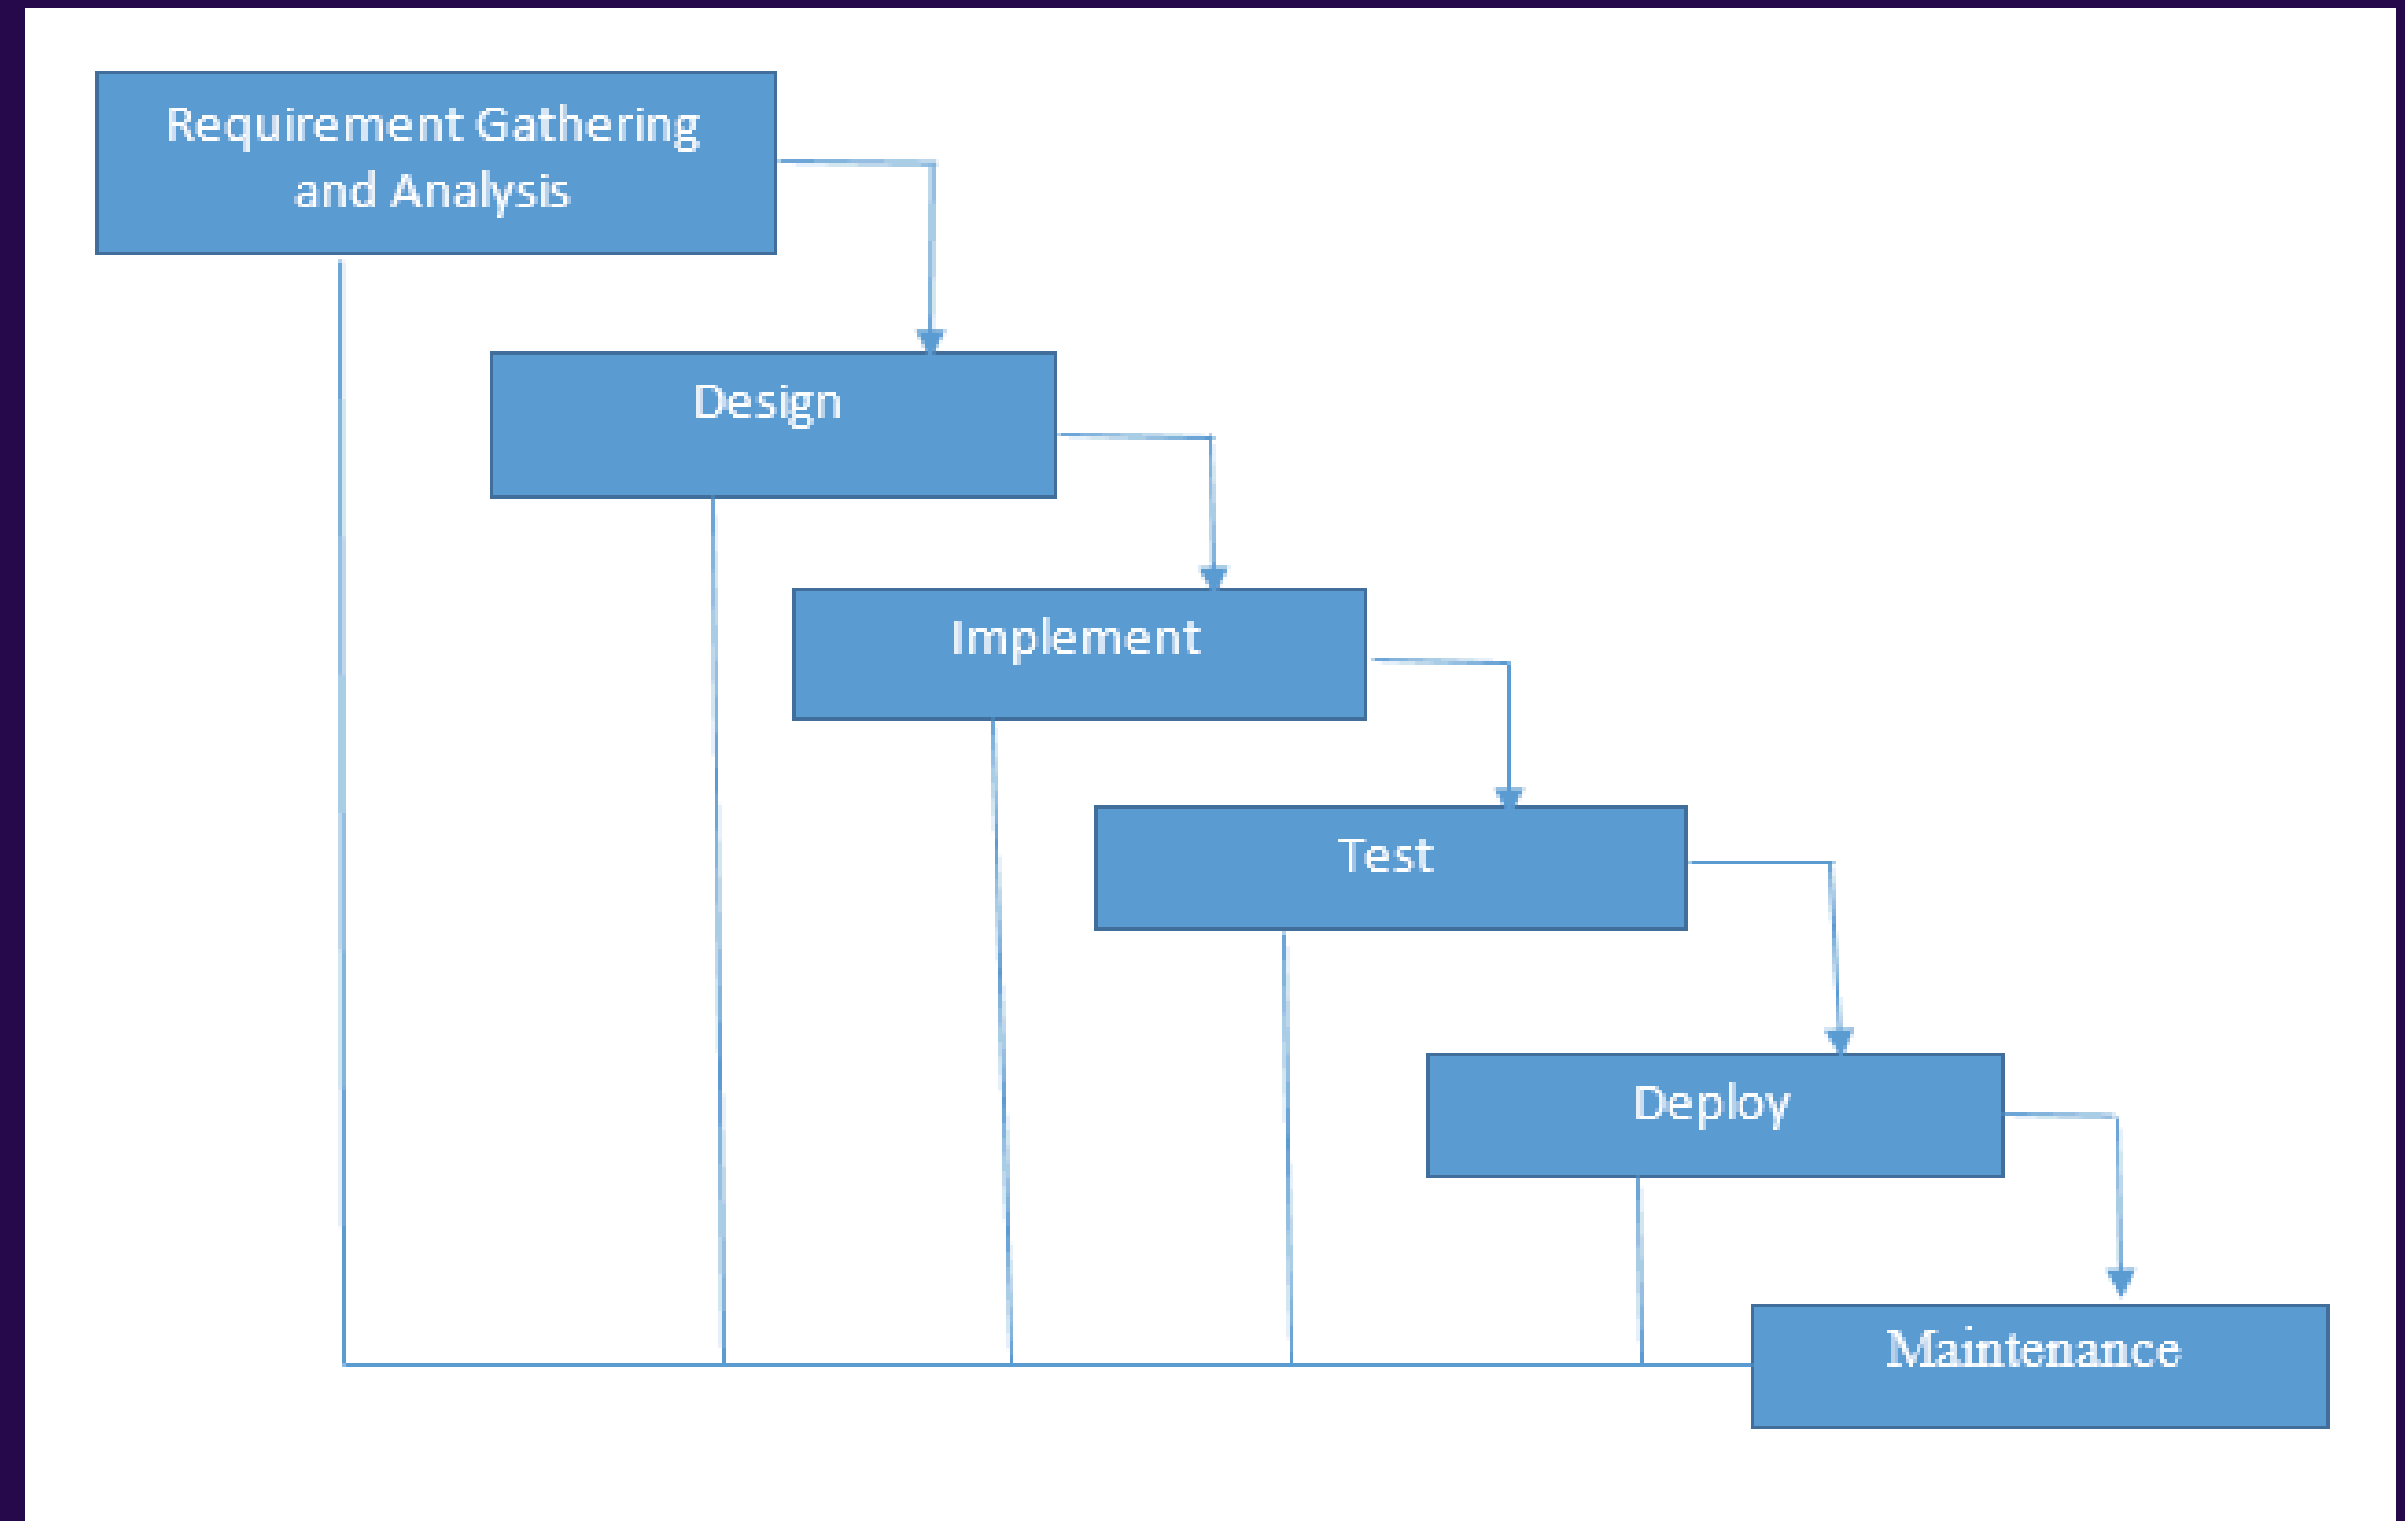 Requirement Gathering
and Analysis
Design
Implement
Test
Deploy
Maintenance